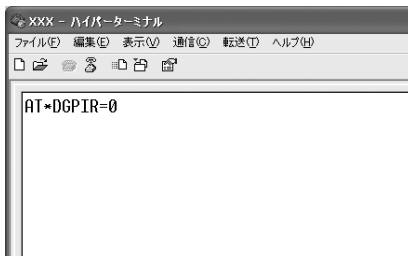 XXX - ハイパーターミナル
ファイル(F) 編集(E) 表示(V) 通信(C) 転送(T) ヘルプ(H)
AT*DGPIR=0